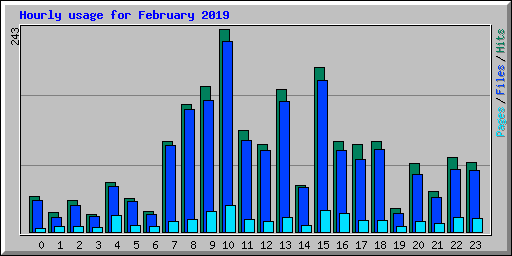 Hourly usage for February 2019
243
Pages / Files / Hits
0 1 2 3 4 5 6 7 8 9 10 11 12 13 14 15 16 17 18 19 20 21 22 23